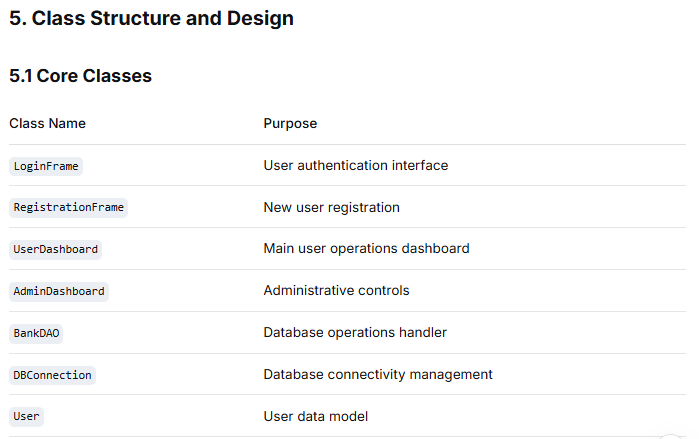 5. Class Structure and Design
5.1 Core Classes
Class Name Purpose
LoginFrame User authentication interface
RegistrationFrame New user registration
UserDashboard Main user operations dashboard
AdminDashboard Administrative controls
BankDAO Database operations handler
DBConnection Database connectivity management
User User data model